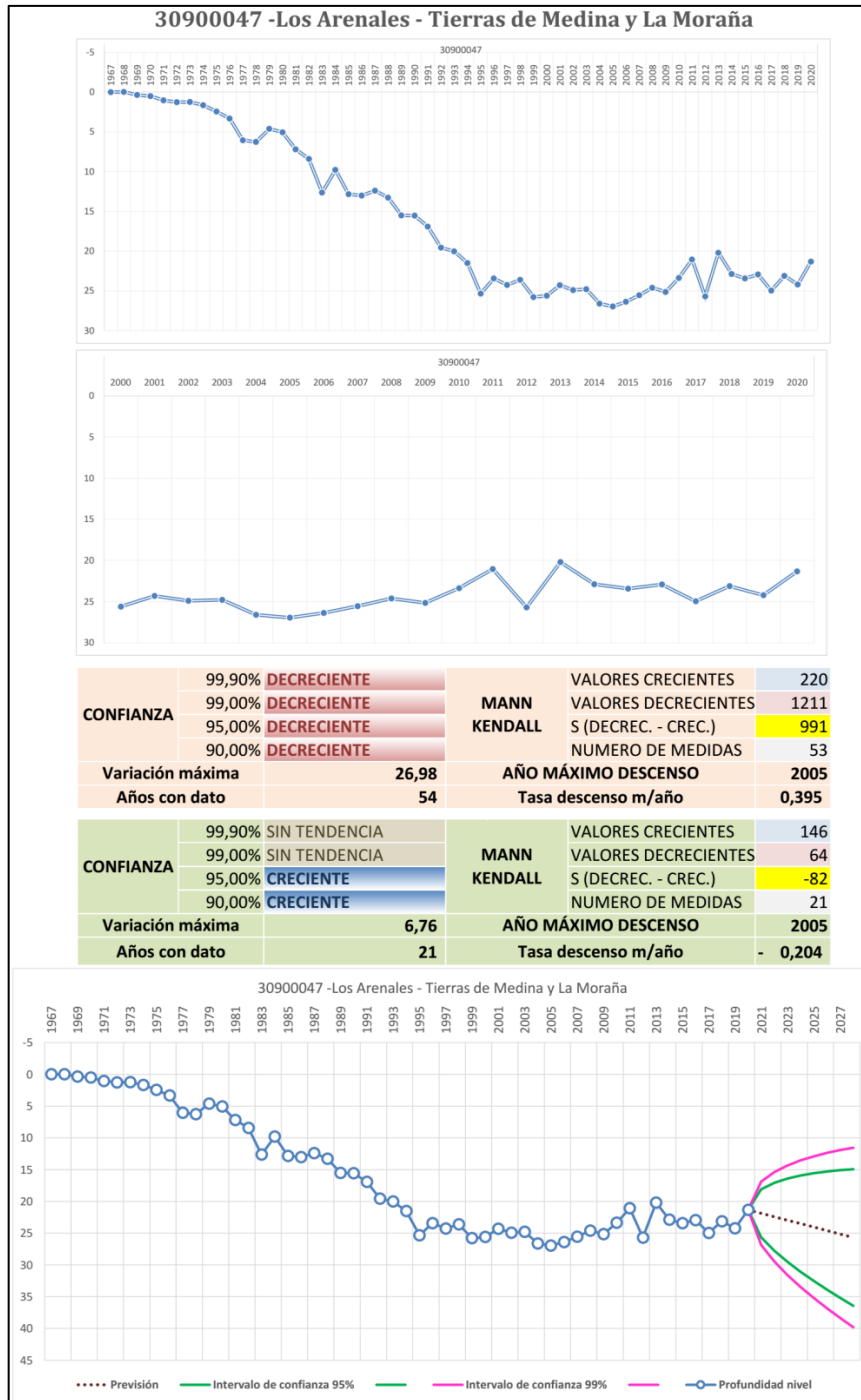 30900047 -Los Arenales - Tierras de Medina y La Moraña
30900047
-5
1967 1968 1969 1970 1971 1972 1973 1974 1975 1976 1977 1978 1979 1980 1981 1982 1983 1984 1985 1986 1987 1988 1989 1990 1991 1992 1993 1994 1995 1996 1997 1998 1999 2000 2001 2002 2003 2004 2005 2006 2007 2008 2009 2010 2011 2012 2013 2014 2015 2016 2017 2018 2019 2020
0
5
10
15
20
25
30
30900047
2000 2001 2002 2003 2004 2005 2006 2007 2008 2009 2010 2011 2012 2013 2014 2015 2016 2017 2018 2019 2020
0
5
10
15
20
25
30
99,90% DECRECIENTE VALORES CRECIENTES 220
99,00% DECRECIENTE VALORES DECRECIENTES 1211
CONFIANZA MANN KENDALL
95,00% DECRECIENTE S (DECREC. - CREC.) 991
90,00% DECRECIENTE NUMERO DE MEDIDAS 53
Variación máxima 26,98 AÑO MÁXIMO DESCENSO 2005
Años con dato 54 Tasa descenso m/año 0,395
99,90% SIN TENDENCIA VALORES CRECIENTES 146
99,00% SIN TENDENCIA VALORES DECRECIENTES 64
CONFIANZA MANN KENDALL
95,00% CRECIENTE S (DECREC. - CREC.) -82
90,00% CRECIENTE NUMERO DE MEDIDAS 21
Variación máxima 6,76 AÑO MÁXIMO DESCENSO 2005
Años con dato 21 Tasa descenso m/año - 0,204
30900047 -Los Arenales - Tierras de Medina y La Moraña
1967 1969 1971 1973 1975 1977 1979 1981 1983 1985 1987 1989 1991 1993 1995 1997 1999 2001 2003 2005 2007 2009 2011 2013 2015 2017 2019 2021 2023 2025 2027
-5
0
5
10
15
20
25
30
35
40
45
Previsión Intervalo de confianza 95% Intervalo de confianza 99% Profundidad nivel